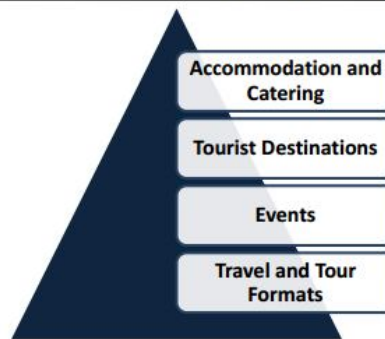 Accommodation and
Catering
Tourist Destinations
Events
Travel and Tour
Formats